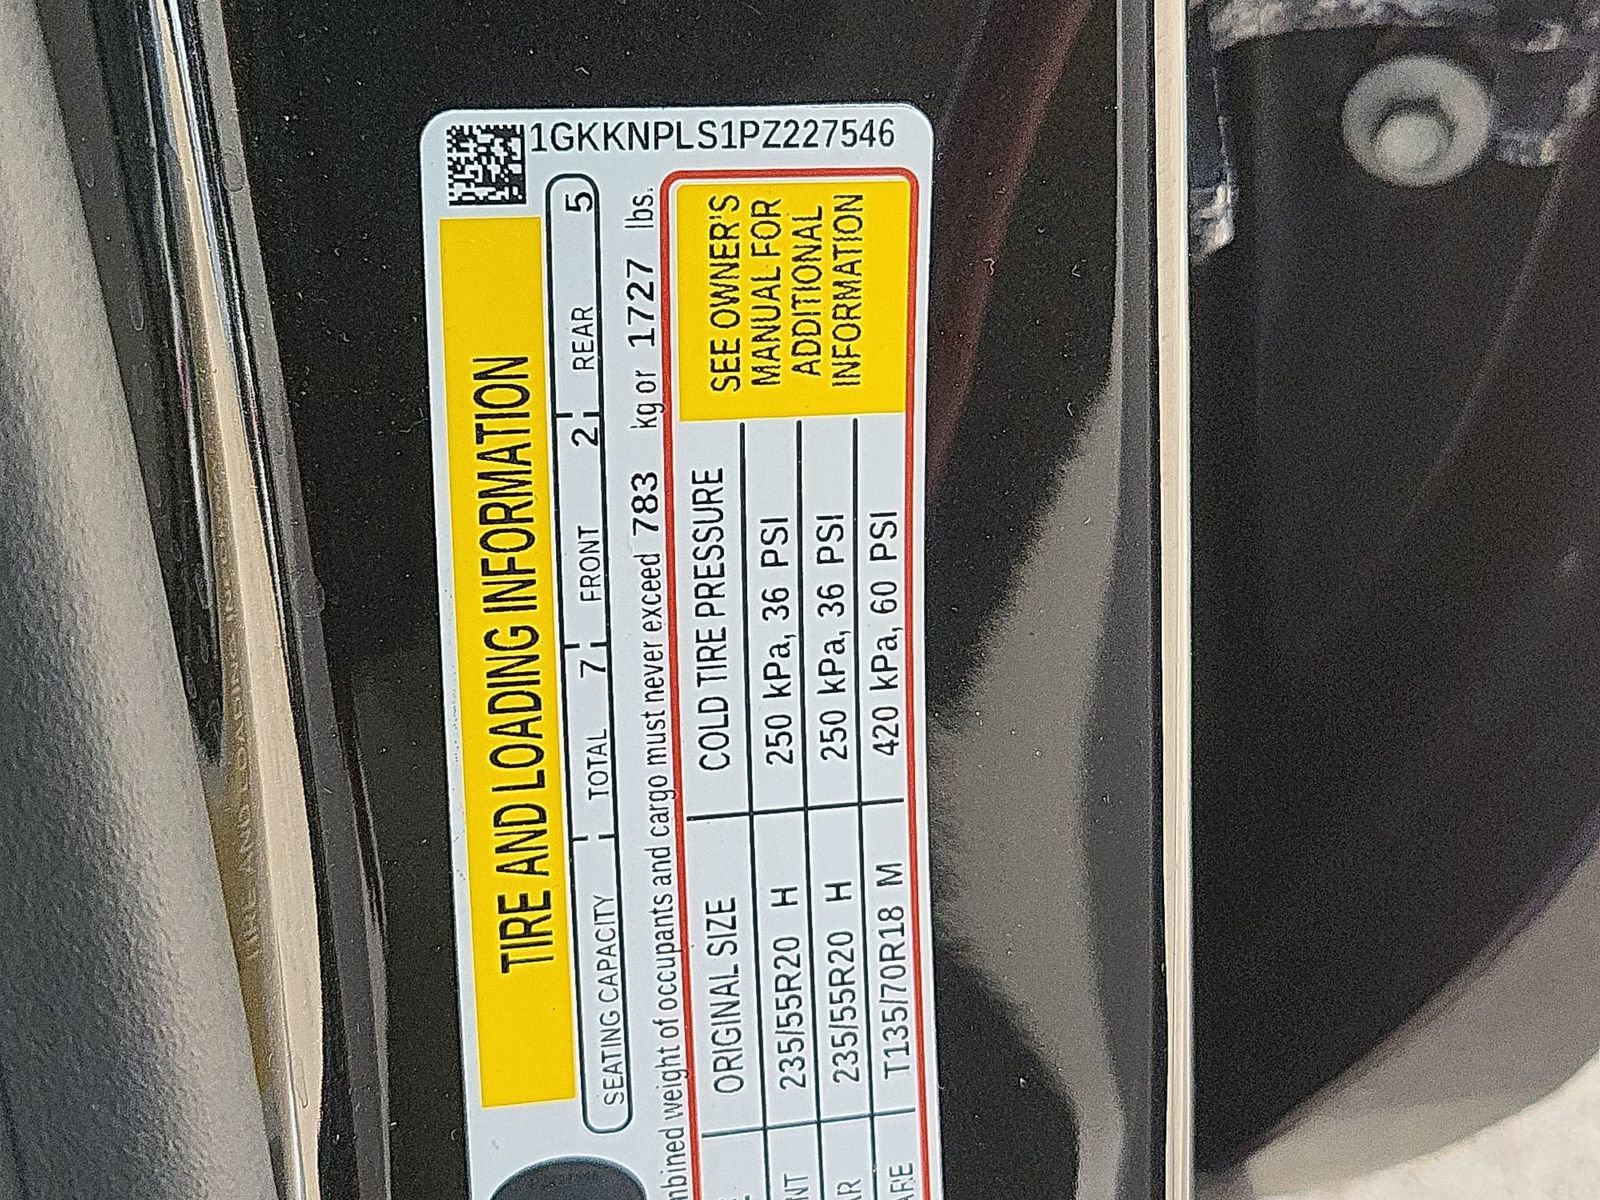 1GKKNPLS1PZ227546
TIRE AND LOADING INFORMATION
SEATING CAPACITY TOTAL 7 FRONT 2 REAR 5
weight of occupants and cargo must never exceed 783 kg or 1727 lbs.
ORIGINAL SIZE COLD TIRE PRESSURE
235/55R20 H 250 kPa, 36 PSI
235/55R20 H 250 kPa, 36 PSI
T135/70R18 M 420 kPa, 60 PSI
SEE OWNER'S
MANUAL FOR
ADDITIONAL
INFORMATION